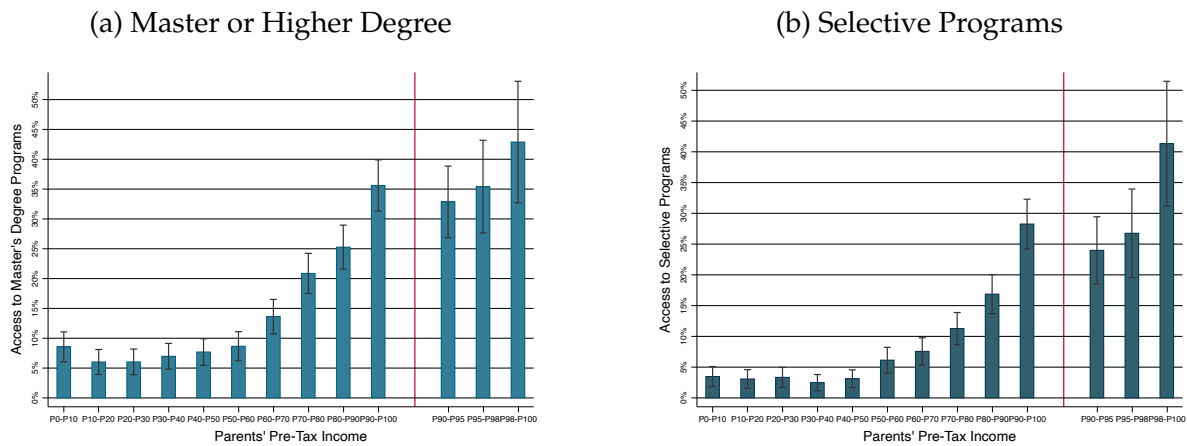 (a) Master or Higher Degree
Access to Master's Degree Programs
50%
45%
40%
35%
30%
25%
20%
15%
10%
5%
0%
P0-P10 P10-P20 P20-P30 P30-P40 P40-P50 P50-P60 P60-P70 P70-P80 P80-P90 P90-P100 P90-P95 P95-P98 P98-P100
Parents' Pre-Tax Income
(b) Selective Programs
Access to Selective Programs
50%
45%
40%
35%
30%
25%
20%
15%
10%
5%
0%
P0-P10 P10-P20 P20-P30 P30-P40 P40-P50 P50-P60 P60-P70 P70-P80 P80-P90 P90-P100 P90-P95 P95-P98 P98-P100
Parents' Pre-Tax Income